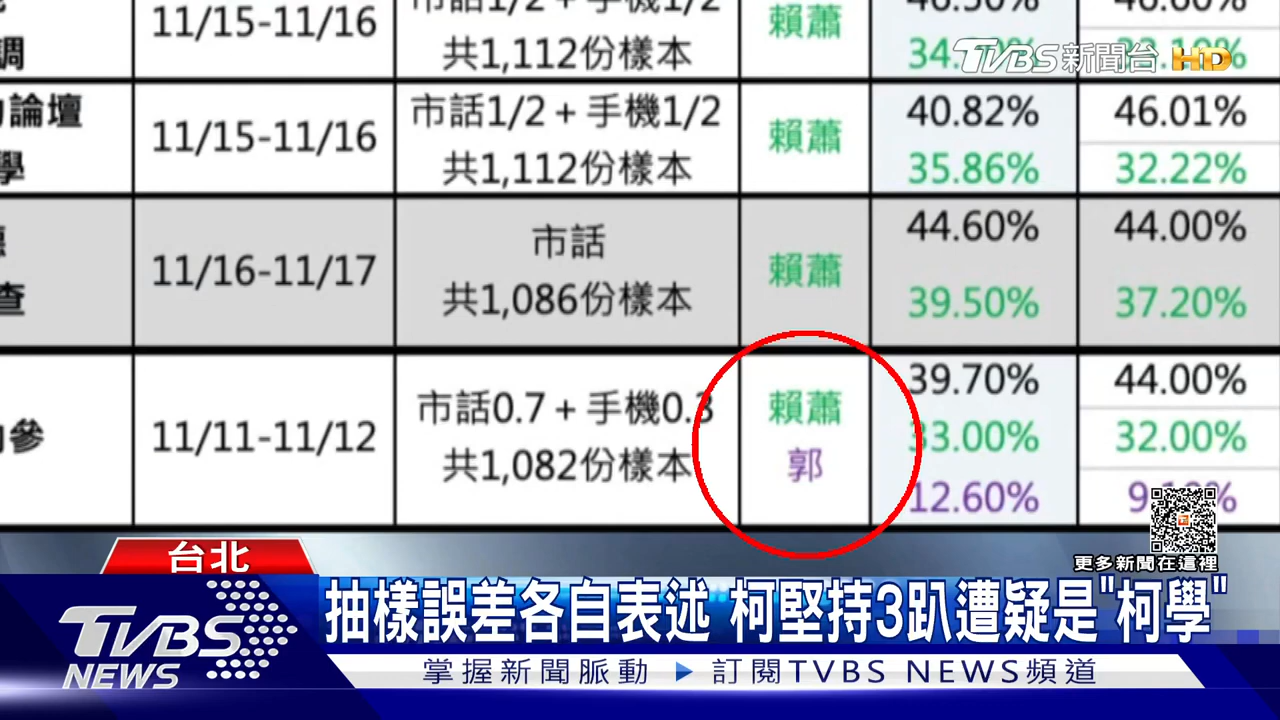 市話1/2 + 手機1/2
46.60%
11/15-11/16
賴蕭
調
共1,112份樣本
TVBS新聞台 HD
論壇
11/15-11/16
市話1/2 + 手機1/2
賴蕭
40.82%
46.01%
學
共1,112份樣本
35.86%
32.22%
11/16-11/17
市話
賴蕭
44.60%
44.00%
查
共1,086份樣本
39.50%
37.20%
參
11/11-11/12
市話0.7 + 手機0.3
賴蕭
39.70%
44.00%
共1,082份樣本
郭
33.00%
32.00%
12.60%
更多新聞在這裡
台北
抽樣誤差各自表述 柯堅持3趴遭疑是"柯學"
TVBS NEWS
掌握新聞脈動 ▶ 訂閱TVBS NEWS頻道